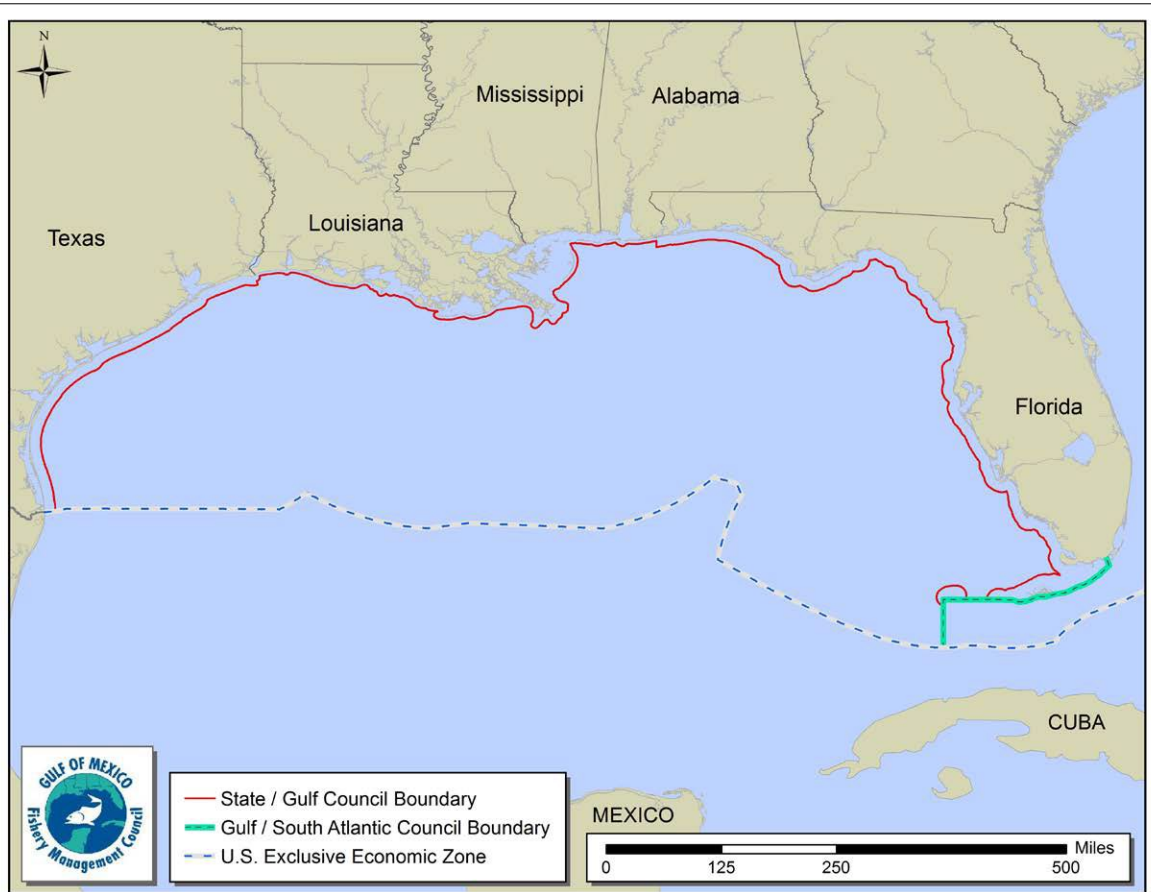 N
Mississippi
Alabama
Louisiana
Texas
Florida
CUBA
MEXICO
GULF OF MEXICO
Fishery Management Council
State / Gulf Council Boundary
Gulf / South Atlantic Council Boundary
U.S. Exclusive Economic Zone
Miles
0 125 250 500